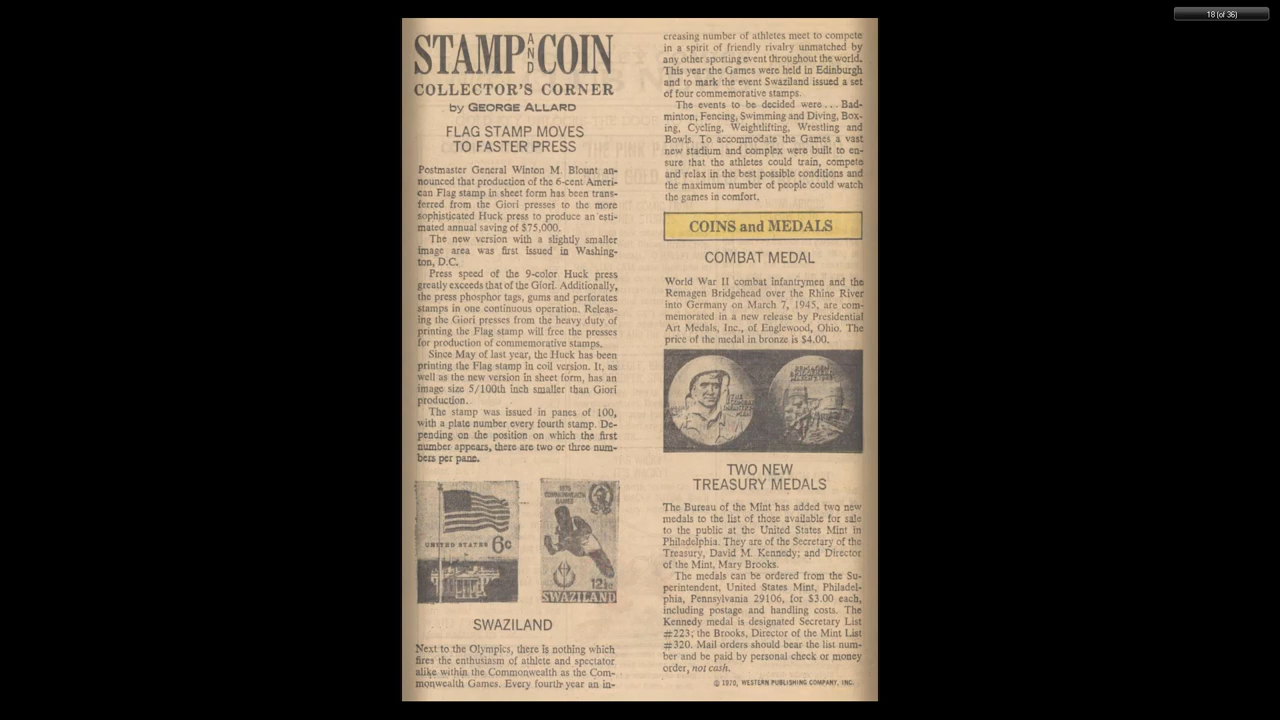 18 (of 36)
STAMP AND COIN
COLLECTOR'S CORNER
by GEORGE ALLARD
FLAG STAMP MOVES
TO FASTER PRESS
Postmaster General Winton M. Blount an-
nounced that production of the 6-cent Ameri-
can Flag stamp in sheet form has been trans-
ferred from the Giori presses to the more
sophisticated Huck press to produce an esti-
mated annual saving of $75,000.
The new version with a slightly smaller
image area was first issued in Washing-
ton, D.C.
Press speed of the 9-color Huck press
greatly exceeds that of the Giori. Additionally,
the press phosphor tags, gums and perforates
stamps in one continuous operation. Releas-
ing the Giori presses from the heavy duty of
printing the Flag stamp will free the presses
for production of commemorative stamps.
Since May of last year, the Huck has been
printing the Flag stamp in coil version. It, as
well as the new version in sheet form, has an
image size 5/100th inch smaller than Giori
production.
The stamp was issued in panes of 100,
with a plate number every fourth stamp. De-
pending on the position on which the first
number appears, there are two or three num-
bers per pane.
UNITED STATES 6c
1970
COMMONWEALTH
GAMES
12½c
SWAZILAND
SWAZILAND
Next to the Olympics, there is nothing which
fires the enthusiasm of athlete and spectator
alike within the Commonwealth as the Com-
monwealth Games. Every fourth year an in-
creasing number of athletes meet to compete
in a spirit of friendly rivalry unmatched by
any other sporting event throughout the world.
This year the Games were held in Edinburgh
and to mark the event Swaziland issued a set
of four commemorative stamps.
The events to be decided were... Bad-
minton, Fencing, Swimming and Diving, Box-
ing, Cycling, Weightlifting, Wrestling and
Bowls. To accommodate the Games a vast
new stadium and complex were built to en-
sure that the athletes could train, compete
and relax in the best possible conditions and
the maximum number of people could watch
the games in comfort.
COINS and MEDALS
COMBAT MEDAL
World War II combat infantrymen and the
Remagen Bridgehead over the Rhine River
into Germany on March 7, 1945, are com-
memorated in a new release by Presidential
Art Medals, Inc., of Englewood, Ohio. The
price of the medal in bronze is $4.00.
THE
COMBAT
INFANTRY-
MAN
REMAGEN
BRIDGEHEAD
TWO NEW
TREASURY MEDALS
The Bureau of the Mint has added two new
medals to the list of those available for sale
to the public at the United States Mint in
Philadelphia. They are of the Secretary of the
Treasury, David M. Kennedy; and Director
of the Mint, Mary Brooks.
The medals can be ordered from the Su-
perintendent, United States Mint, Philadel-
phia, Pennsylvania 29106, for $3.00 each,
including postage and handling costs. The
Kennedy medal is designated Secretary List
#223; the Brooks, Director of the Mint List
#320. Mail orders should bear the list num-
ber and be paid by personal check or money
order, not cash.
© 1970, WESTERN PUBLISHING COMPANY, INC.